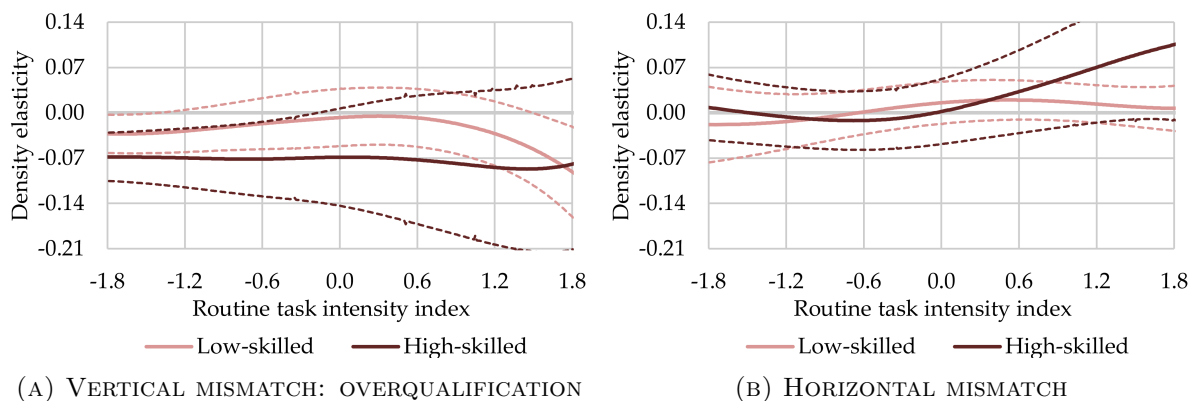 0.14
0.07
0.00
-0.07
-0.14
-0.21
Density elasticity
-1.8 -1.2 -0.6 0.0 0.6 1.2 1.8
Routine task intensity index
Low-skilled High-skilled
(A) VERTICAL MISMATCH: OVERQUALIFICATION
0.14
0.07
0.00
-0.07
-0.14
-0.21
Density elasticity
-1.8 -1.2 -0.6 0.0 0.6 1.2 1.8
Routine task intensity index
Low-skilled High-skilled
(B) HORIZONTAL MISMATCH